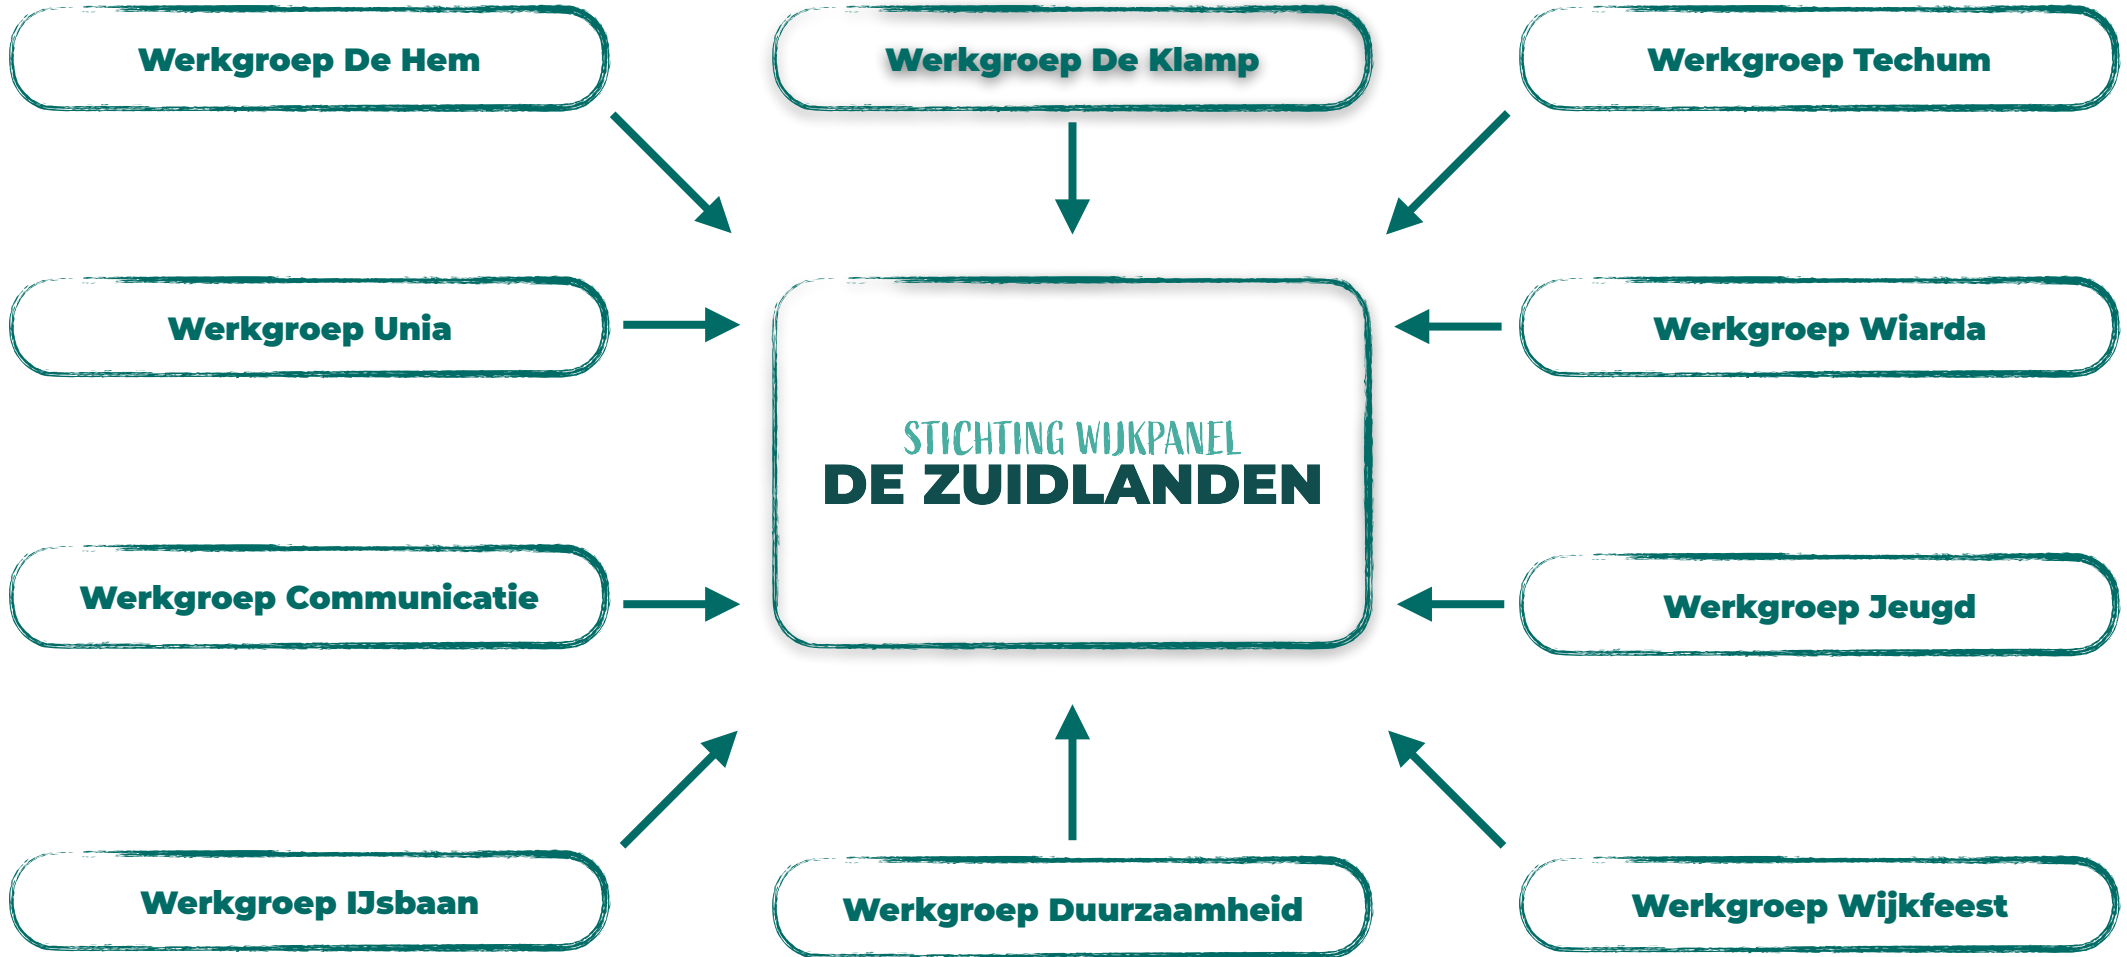 Werkgroep De Hem
Werkgroep De Klamp
Werkgroep Techum
Werkgroep Unia
Werkgroep Wiarda
STICHTING WIJKPANEL
DE ZUIDLANDEN
Werkgroep Communicatie
Werkgroep Jeugd
Werkgroep IJsbaan
Werkgroep Duurzaamheid
Werkgroep Wijkfeest